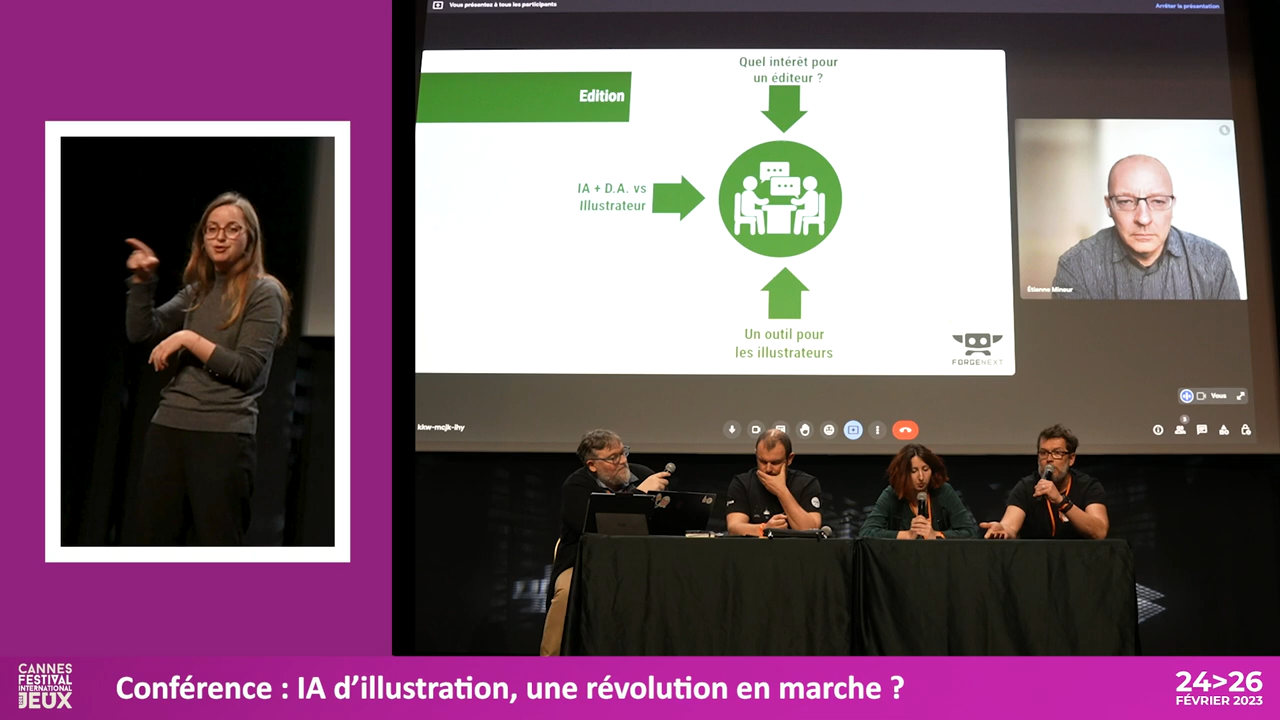 Vous présentez à tous les participants
Arrêter la présentation
Quel intérêt pour
un éditeur ?
Edition
IA + D.A. vs
Illustrateur
Un outil pour
les illustrateurs
FORGENEXT
Étienne Mineur
Vous
kkw-mcjk-ihy
CANNES
FESTIVAL
INTERNATIONAL
DES JEUX
Conférence : IA d’illustration, une révolution en marche ?
24>26
FÉVRIER 2023